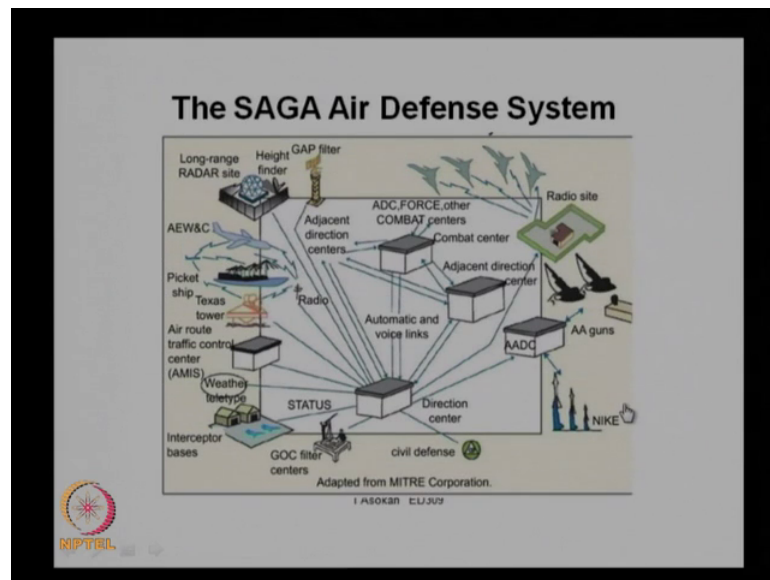 The SAGA Air Defense System
Long-range
RADAR site
Height
finder
GAP filter
AEW&C
Adjacent
direction
centers
ADC,FORCE,other
COMBAT centers
Combat center
Radio site
Adjacent direction
center
Picket
ship
Texas
tower
Radio
Air route
traffic control
center
(AMIS)
Automatic and
voice links
AADC
AA guns
Weather
teletype
STATUS
Direction
center
NIKE
Interceptor
bases
GOC filter
centers
civil defense
Adapted from MITRE Corporation.
T Asokan ED309
NPTEL